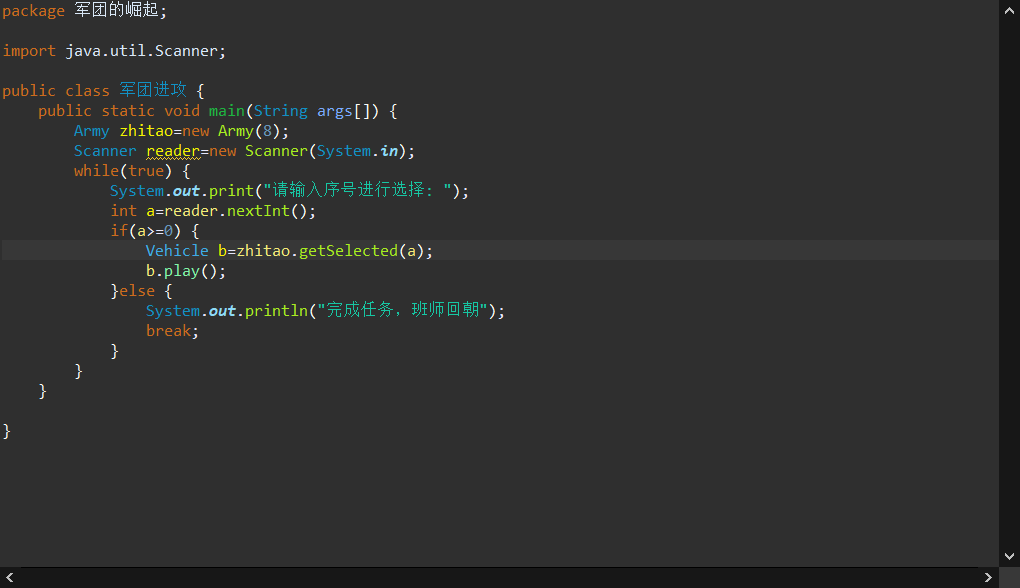 package 军团的崛起;
import java.util.Scanner;
public class 军团进攻 {
public static void main(String args[]) {
Army zhitao=new Army(8);
Scanner reader=new Scanner(System.in);
while(true) {
System.out.print("请输入序号进行选择: ");
int a=reader.nextInt();
if(a>=0) {
Vehicle b=zhitao.getSelected(a);
b.play();
}else {
System.out.println("完成任务，班师回朝");
break;
}
}
}
}